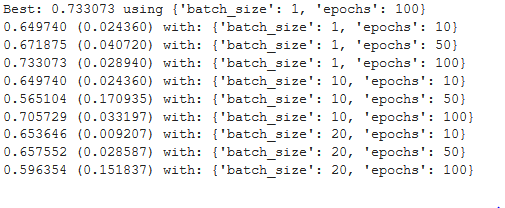 Best: 0.733073 using {'batch_size': 1, 'epochs': 100}
0.649740 (0.024360) with: {'batch_size': 1, 'epochs': 10}
0.671875 (0.040720) with: {'batch_size': 1, 'epochs': 50}
0.733073 (0.028940) with: {'batch_size': 1, 'epochs': 100}
0.649740 (0.024360) with: {'batch_size': 10, 'epochs': 10}
0.565104 (0.170935) with: {'batch_size': 10, 'epochs': 50}
0.705729 (0.033197) with: {'batch_size': 10, 'epochs': 100}
0.653646 (0.009207) with: {'batch_size': 20, 'epochs': 10}
0.657552 (0.028587) with: {'batch_size': 20, 'epochs': 50}
0.596354 (0.151837) with: {'batch_size': 20, 'epochs': 100}